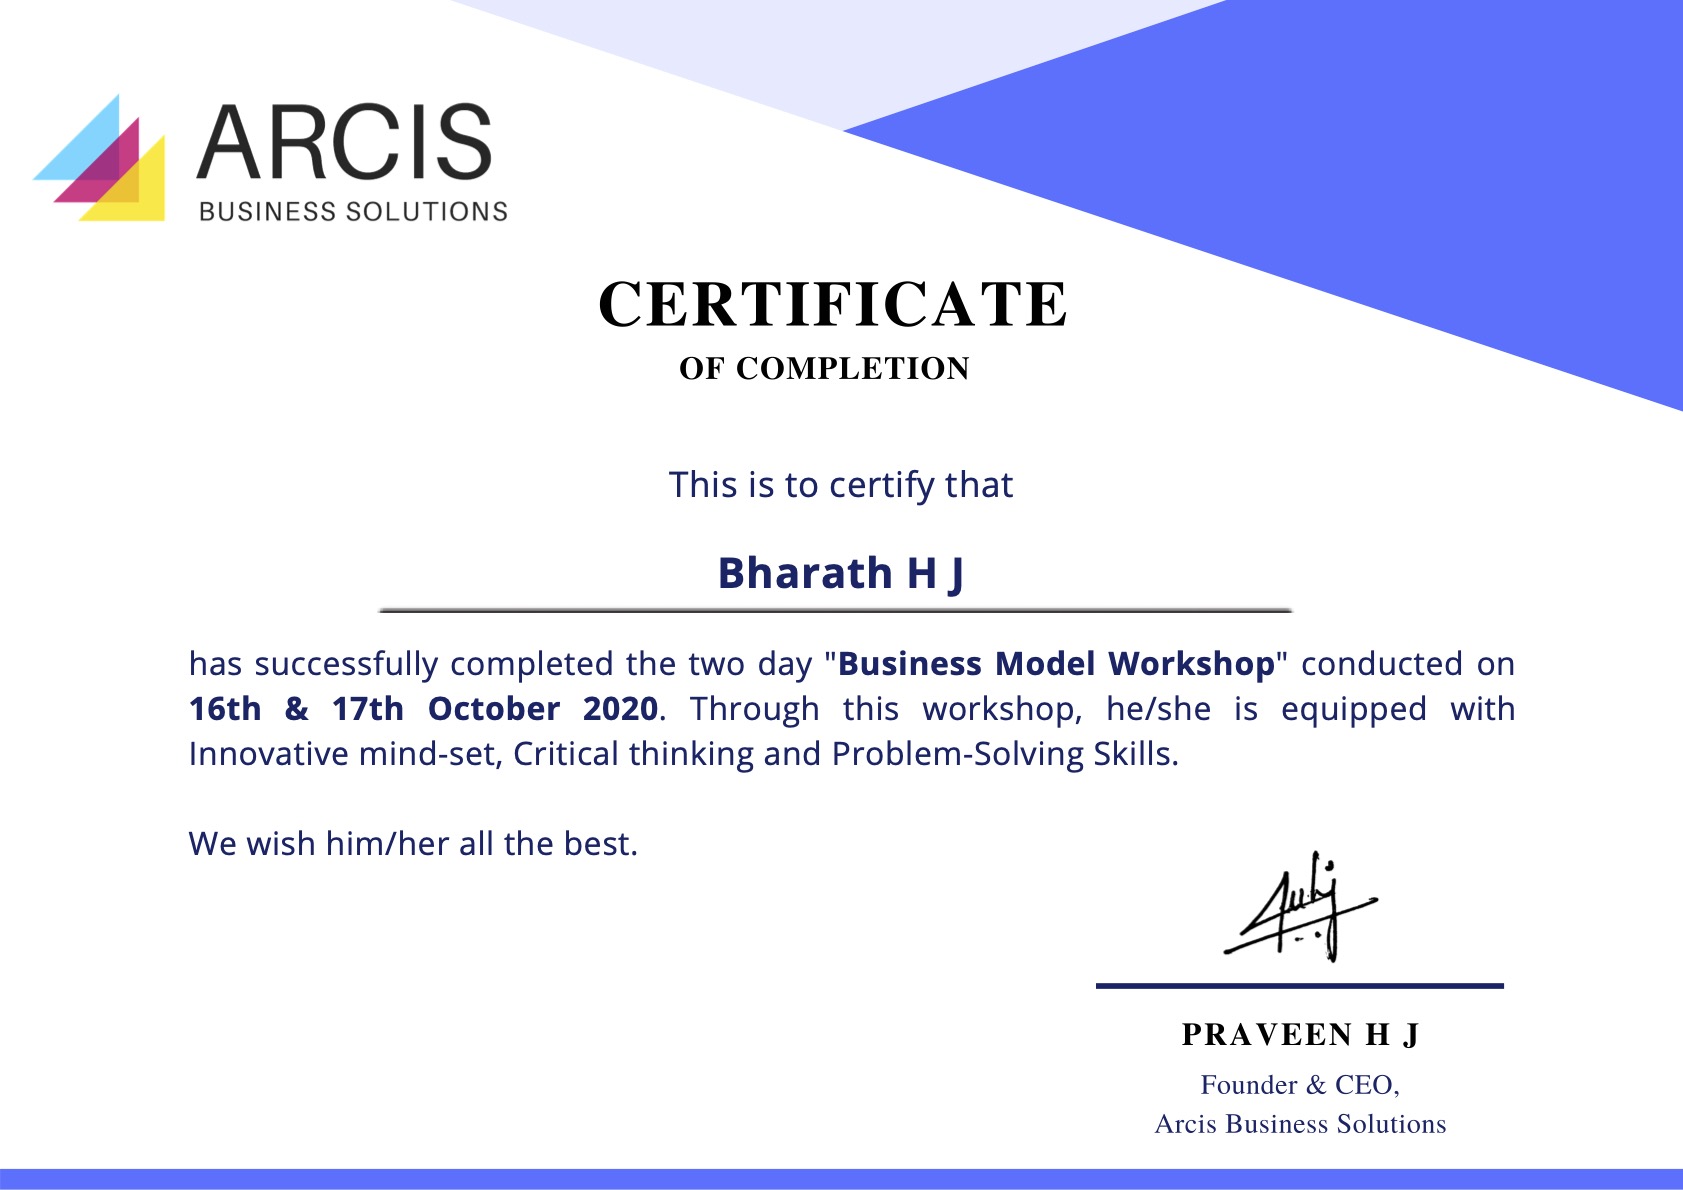 ARCIS
BUSINESS SOLUTIONS
CERTIFICATE
OF COMPLETION
This is to certify that
Bharath H J
has successfully completed the two day "Business Model Workshop" conducted on
16th & 17th October 2020. Through this workshop, he/she is equipped with
Innovative mind-set, Critical thinking and Problem-Solving Skills.
We wish him/her all the best.
PRAVEEN H J
Founder & CEO,
Arcis Business Solutions